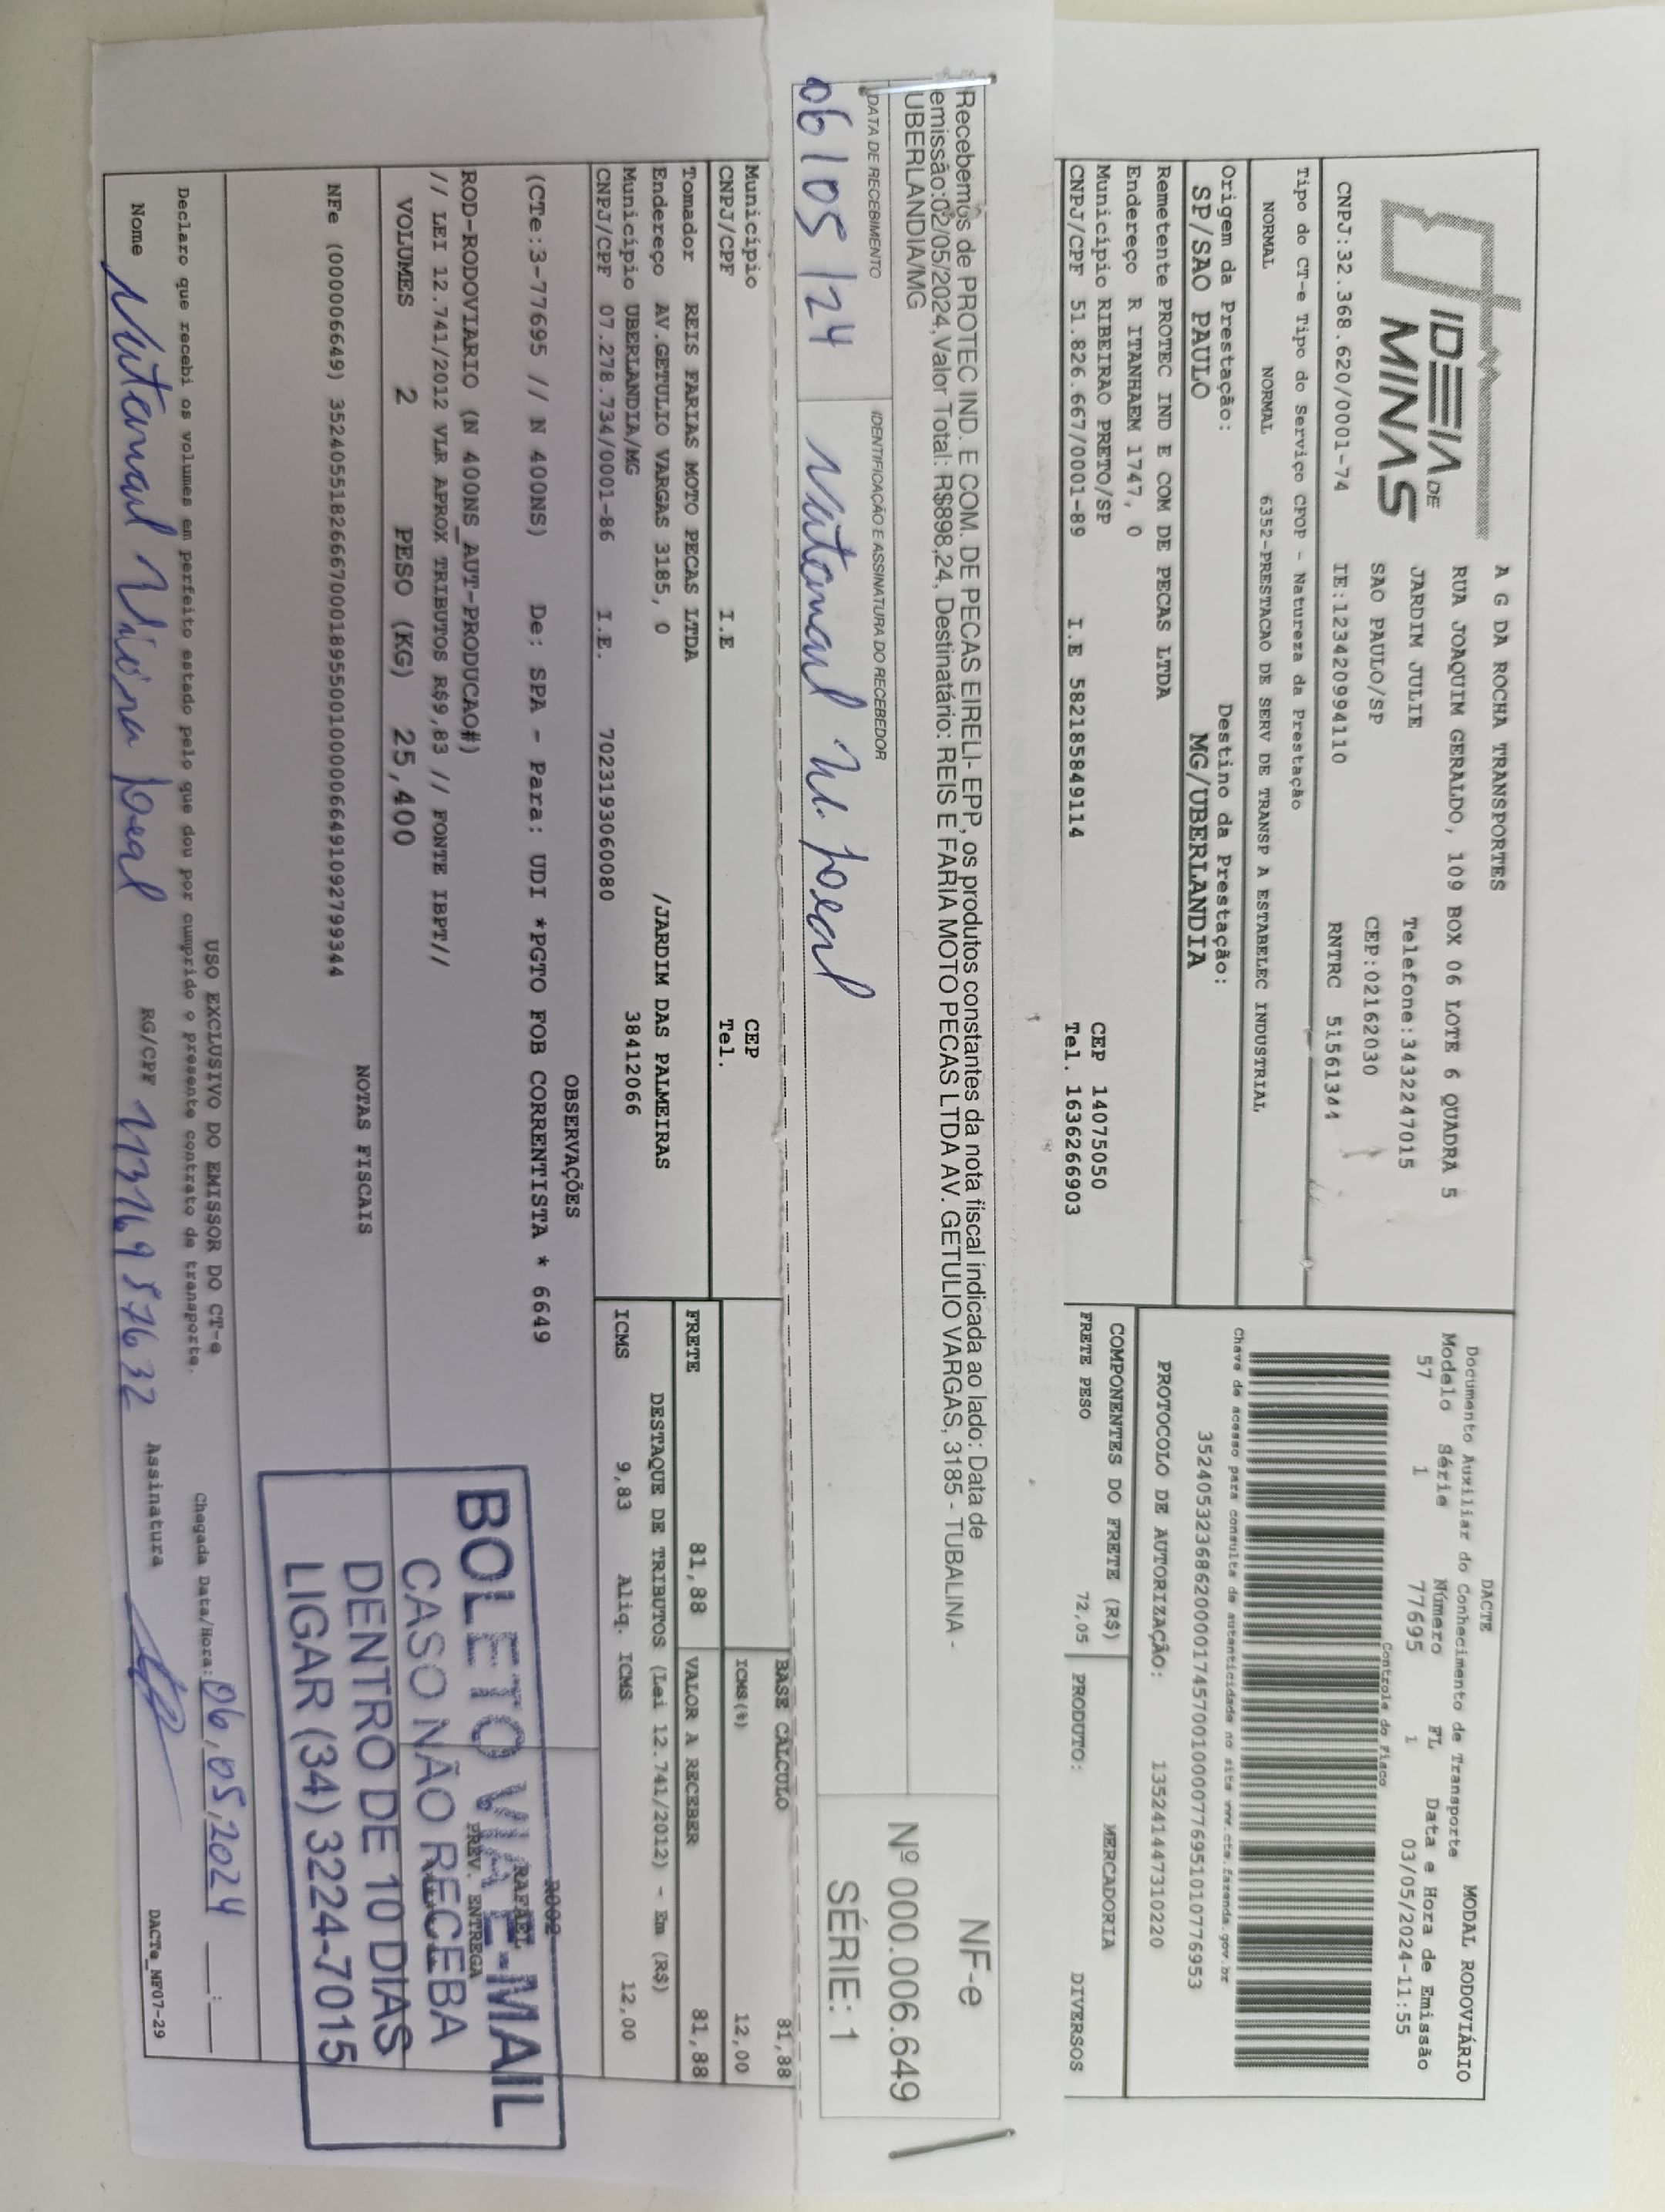 IDEIA DE
MINAS
A G DA ROCHA TRANSPORTES
RUA JOAQUIM GERALDO, 109 BOX 06 LOTE 6 QUADRA 5
JARDIM JULIE Telefone:3432247015
SAO PAULO/SP CEP:02162030
CNPJ:32.368.620/0001-74 IE:123420994110 RNTRC 51561344
Tipo do CT-e Tipo do Serviço CFOP - Natureza da Prestação
NORMAL NORMAL 6352-PRESTACAO DE SERV DE TRANSP A ESTABELEC INDUSTRIAL
Origem da Prestação: Destino da Prestação:
SP/SAO PAULO MG/UBERLANDIA
Remetente PROTEC IND E COM DE PECAS LTDA
Endereço R ITANHAEM 1747, 0
Município RIBEIRAO PRETO/SP CEP 14075050
CNPJ/CPF 51.826.667/0001-89 I.E 582185849114 Tel. 1636266903
DACTE MODAL RODOVIÁRIO
Documento Auxiliar do Conhecimento de Transporte
Modelo Série Número FL Data e Hora de Emissão
57 1 77695 1 03/05/2024-11:55
Controle do Fisco
Chave de acesso para consulta de autenticidade no site www.cte.fazenda.gov.br
35240532368620000174570010000776951010776953
PROTOCOLO DE AUTORIZAÇÃO: 135241447310220
COMPONENTES DO FRETE (R$) MERCADORIA
FRETE PESO 72,05 PRODUTO: DIVERSOS
Recebemos de PROTEC IND. E COM. DE PECAS EIRELI- EPP, os produtos constantes da nota fiscal indicada ao lado: Data de
emissão:02/05/2024,Valor Total: R$898,24, Destinatário: REIS E FARIA MOTO PECAS LTDA AV. GETULIO VARGAS, 3185 - TUBALINA -
UBERLANDIA/MG
DATA DE RECEBIMENTO IDENTIFICAÇÃO E ASSINATURA DO RECEBEDOR
06/05/24
NF-e
Nº 000.006.649
SÉRIE: 1
Município CEP
CNPJ/CPF I.E Tel.
BASE CÁLCULO 81,88
ICMS(%) 12,00
Tomador REIS FARIAS MOTO PECAS LTDA
Endereço AV.GETULIO VARGAS 3185, 0 /JARDIM DAS PALMEIRAS
Município UBERLANDIA/MG 38412066
CNPJ/CPF 07.278.734/0001-86 I.E. 7023193060080
FRETE 81,88 VALOR A RECEBER 81,88
DESTAQUE DE TRIBUTOS (Lei 12.741/2012) - Em (R$)
ICMS 9,83 Aliq. ICMS 12,00
OBSERVAÇÕES
(CTe:3-77695 // N 400NS) De: SPA - Para: UDI *PGTO FOB CORRENTISTA * 6649
ROD-RODOVIARIO (N 400NS_AUT-PRODUCAO#)
// LEI 12.741/2012 VLR APROX TRIBUTOS R$9,83 // FONTE IBPT//
VOLUMES 2 PESO (KG) 25,400
R002
RAFAEL
PREV. ENTREGA
BOLETO VIA E-MAIL
CASO NÃO RECEBA
DENTRO DE 10 DIAS
LIGAR (34) 3224-7015
NOTAS FISCAIS
NFe (000006649) 35240551826667000189550010000066491092799344
USO EXCLUSIVO DO EMISSOR DO CT-e
Declaro que recebi os volumes em perfeito estado pelo que dou por cumprido o presente contrato de transporte.
Chegada Data/Hora: 06,05,2024 __:__
Nome RG/CPF Assinatura
DACTe_MF07-29